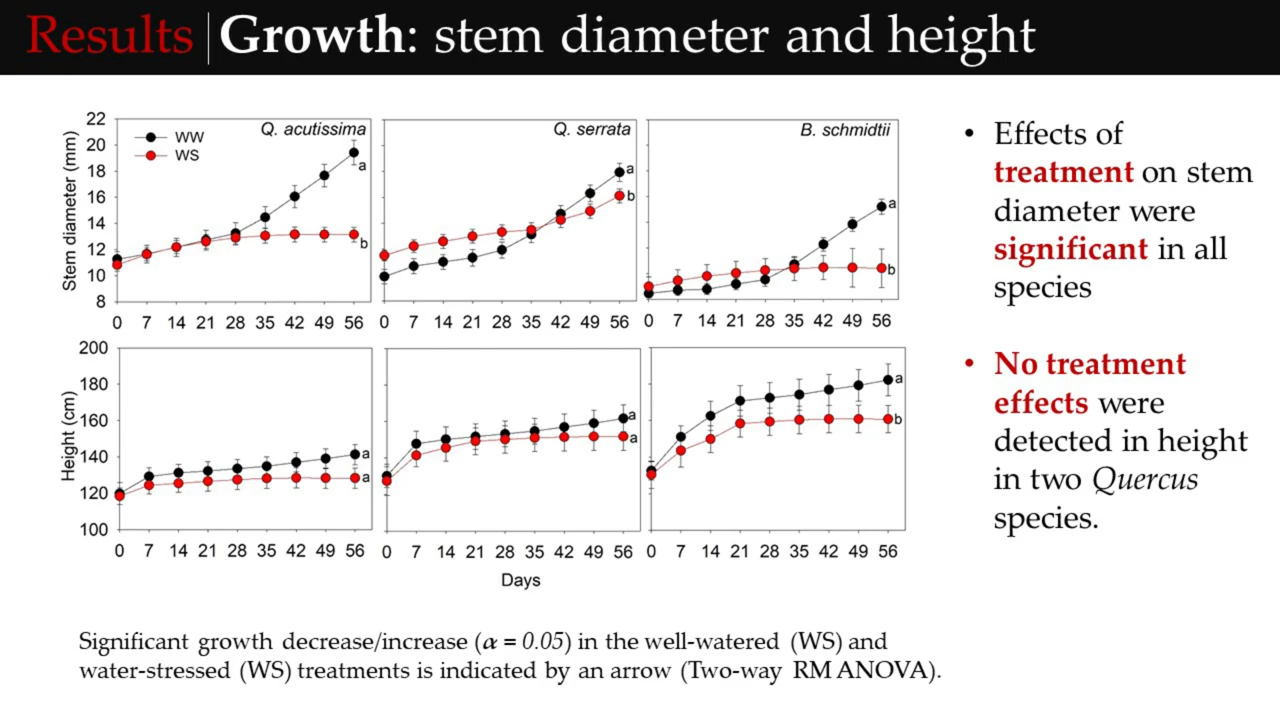 Results | Growth: stem diameter and height
Stem diameter (mm)
22
20
18
16
14
12
10
8
WW
WS
Q. acutissima
a
b
0 7 14 21 28 35 42 49 56
Q. serrata
a
b
0 7 14 21 28 35 42 49 56
B. schmidtii
a
b
0 7 14 21 28 35 42 49 56
Height (cm)
200
180
160
140
120
100
a
a
0 7 14 21 28 35 42 49 56
a
a
0 7 14 21 28 35 42 49 56
a
b
0 7 14 21 28 35 42 49 56
Days
• Effects of
treatment on stem
diameter were
significant in all
species
• No treatment
effects were
detected in height
in two Quercus
species.
Significant growth decrease/increase (α = 0.05) in the well-watered (WS) and
water-stressed (WS) treatments is indicated by an arrow (Two-way RM ANOVA).